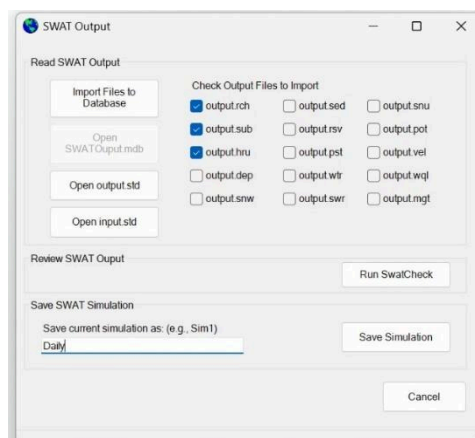 SWAT Output
Read SWAT Output
Import Files to
Database
Open
SWATOuput.mdb
Open output.std
Open input.std
Check Output Files to Import
output.rch output.sed output.snu
output.sub output.rsv output.pot
output.hru output.pst output.vel
output.dep output.wtr output.wql
output.snw output.swr output.mgt
Review SWAT Ouput
Run SwatCheck
Save SWAT Simulation
Save current simulation as: (e.g., Sim1)
Daily
Save Simulation
Cancel